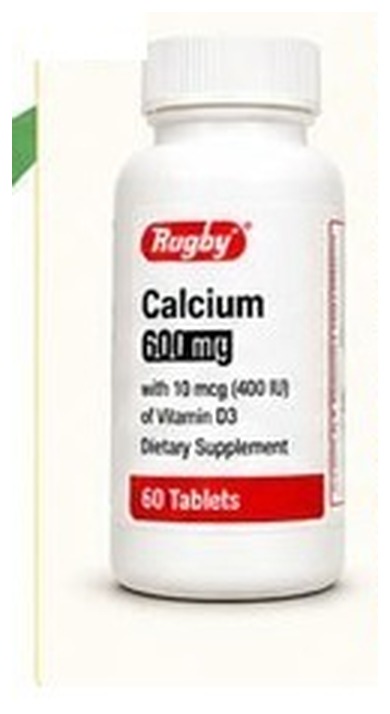 Rugby®
Calcium
600 mg
with 10 mcg (400 IU)
of Vitamin D3
Dietary Supplement
60 Tablets